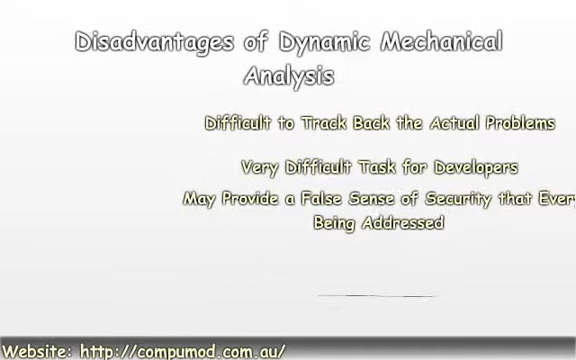 Disadvantages of Dynamic Mechanical
Analysis
Difficult to Track Back the Actual Problems
Very Difficult Task for Developers
May Provide a False Sense of Security that Every
Being Addressed
Website: http://compumod.com.au/